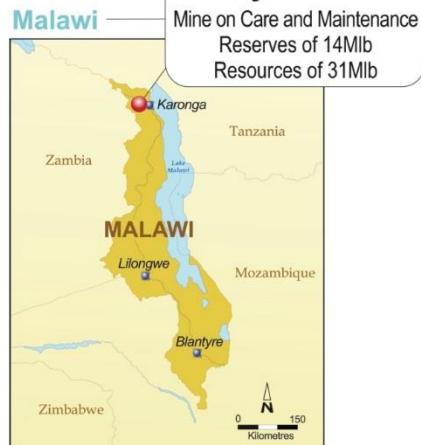 Malawi
Mine on Care and Maintenance
Reserves of 14Mlb
Resources of 31Mlb
Karonga
Tanzania
Zambia
Lake
Malawi
MALAWI
Lilongwe
Mozambique
Blantyre
Zimbabwe
N
0 150
Kilometres